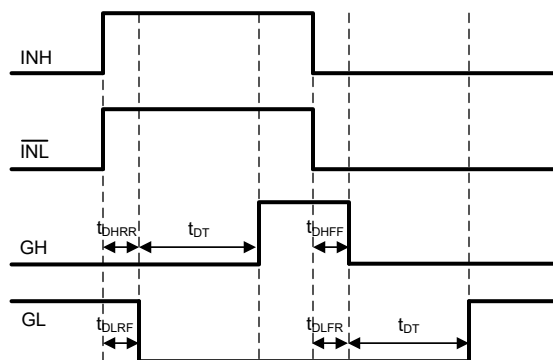 INH
INL
GH
tDHRR
tDT
tDHFF
GL
tDLRF
tDLFR
tDT